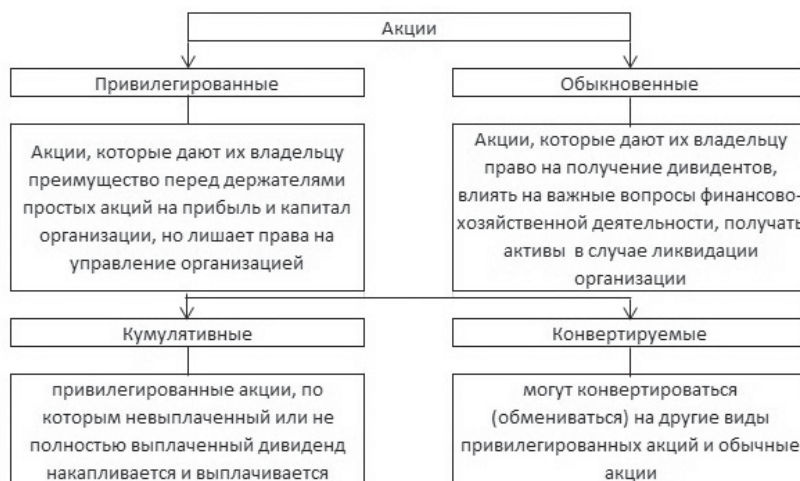 Акции
Привилегированные
Обыкновенные
Акции, которые дают их владельцу
преимущество перед держателями
простых акций на прибыль и капитал
организации, но лишает права на
управление организацией
Акции, которые дают их владельцу
право на получение дивидентов,
влиять на важные вопросы финансово-
хозяйственной деятельности, получать
активы в случае ликвидации
организации
Кумулятивные
Конвертируемые
привилегированные акции, по
которым невыплаченный или не
полностью выплаченный дивиденд
накапливается и выплачивается
могут конвертироваться
(обмениваться) на другие виды
привилегированных акций и обычные
акции